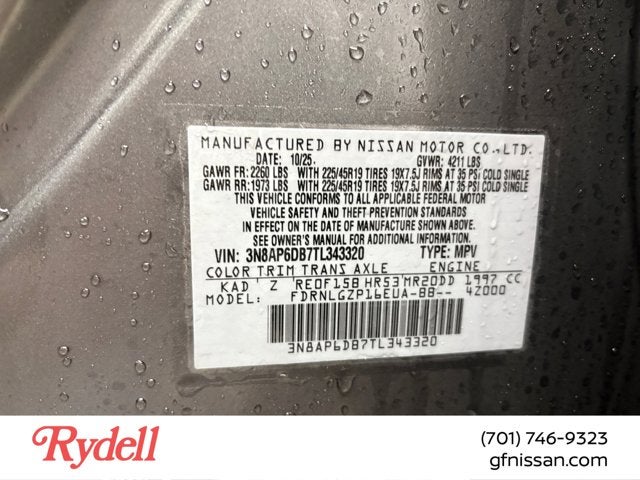 MANUFACTURED BY NISSAN MOTOR CO.,LTD.
DATE: 10/25. GVWR: 4211 LBS
GAWR FR: 2260 LBS WITH 225/45R19 TIRES 19X7.5J RIMS AT 35 PSI COLD SINGLE
GAWR RR: 1973 LBS WITH 225/45R19 TIRES 19X7.5J RIMS AT 35 PSI COLD SINGLE
THIS VEHICLE CONFORMS TO ALL APPLICABLE FEDERAL MOTOR
VEHICLE SAFETY AND THEFT PREVENTION STANDARDS
IN EFFECT ON THE DATE OF MANUFACTURE SHOWN ABOVE.
SEE OWNER'S MANUAL FOR ADDITIONAL INFORMATION.
VIN: 3N8AP6DB7TL343320 TYPE: MPV
COLOR TRIM TRANS AXLE ENGINE
KAD Z RE0F15B HR53 MR20DD 1997 CC
MODEL: FDRNLGZP16EUA-BB-- 4Z000
3N8AP6DB7TL343320
Rydell
(701) 746-9323
gfnissan.com